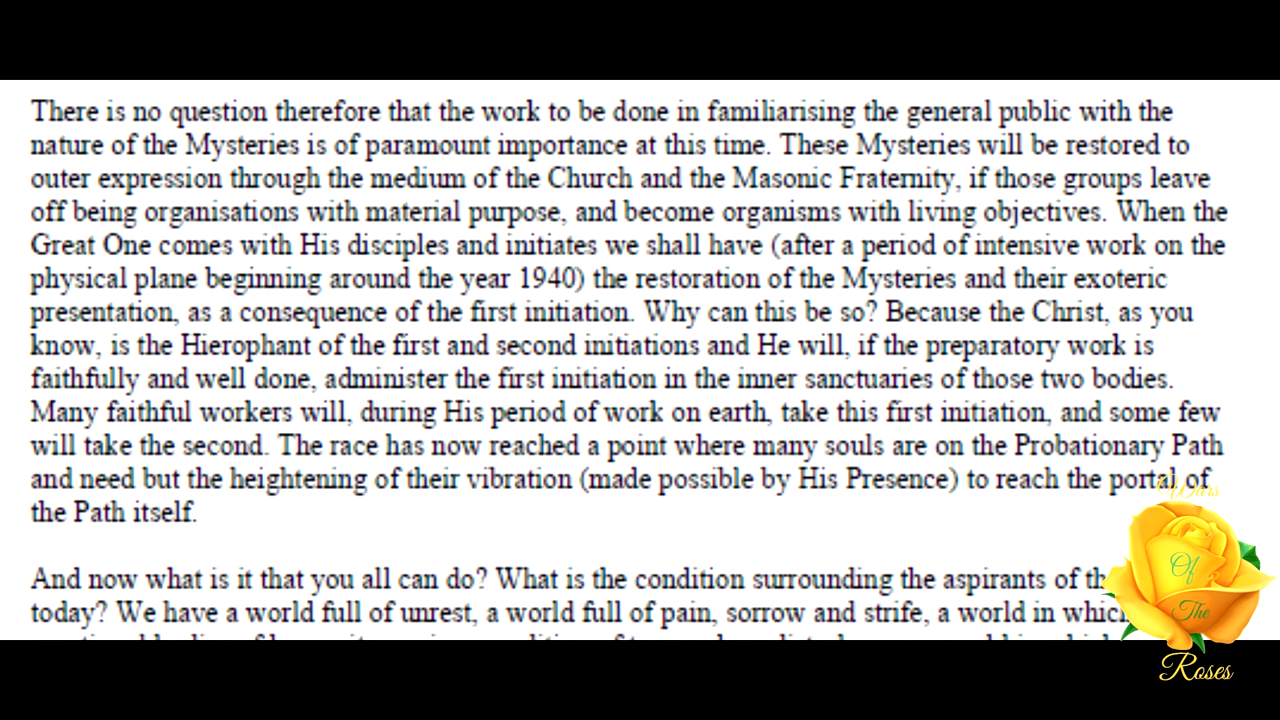 There is no question therefore that the work to be done in familiarising the general public with the
nature of the Mysteries is of paramount importance at this time. These Mysteries will be restored to
outer expression through the medium of the Church and the Masonic Fraternity, if those groups leave
off being organisations with material purpose, and become organisms with living objectives. When the
Great One comes with His disciples and initiates we shall have (after a period of intensive work on the
physical plane beginning around the year 1940) the restoration of the Mysteries and their exoteric
presentation, as a consequence of the first initiation. Why can this be so? Because the Christ, as you
know, is the Hierophant of the first and second initiations and He will, if the preparatory work is
faithfully and well done, administer the first initiation in the inner sanctuaries of those two bodies.
Many faithful workers will, during His period of work on earth, take this first initiation, and some few
will take the second. The race has now reached a point where many souls are on the Probationary Path
and need but the heightening of their vibration (made possible by His Presence) to reach the portal of
the Path itself.
And now what is it that you all can do? What is the condition surrounding the aspirants of
today? We have a world full of unrest, a world full of pain, sorrow and strife, a world in
Wars
Of
The
Roses